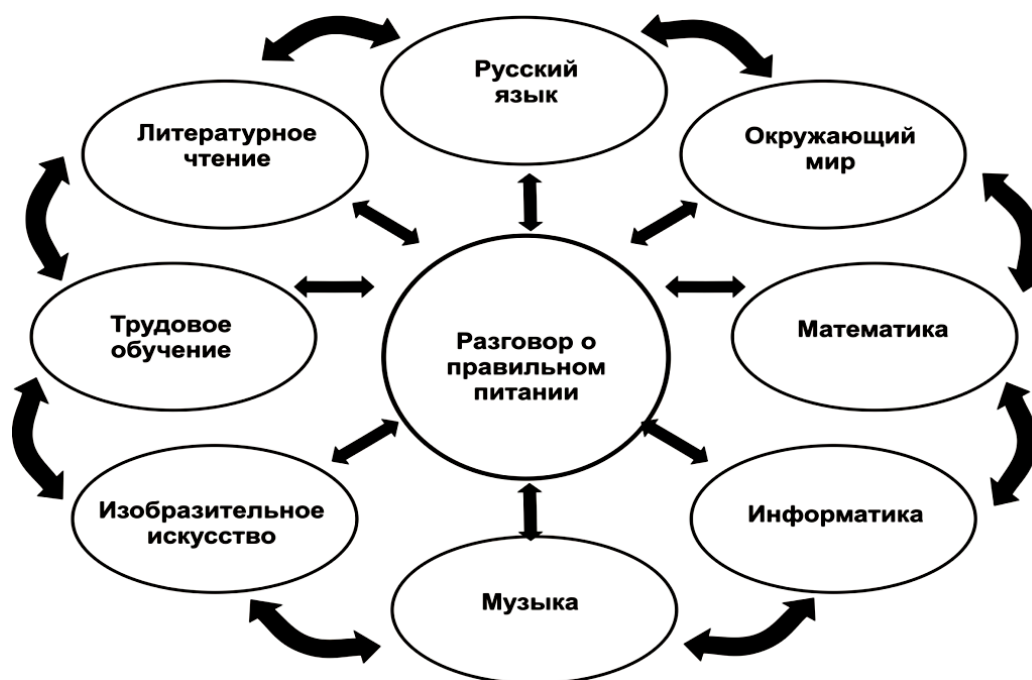 Русский
язык
Литературное
чтение
Окружающий
мир
Трудовое
обучение
Разговор о
правильном
питании
Математика
Изобразительное
искусство
Информатика
Музыка